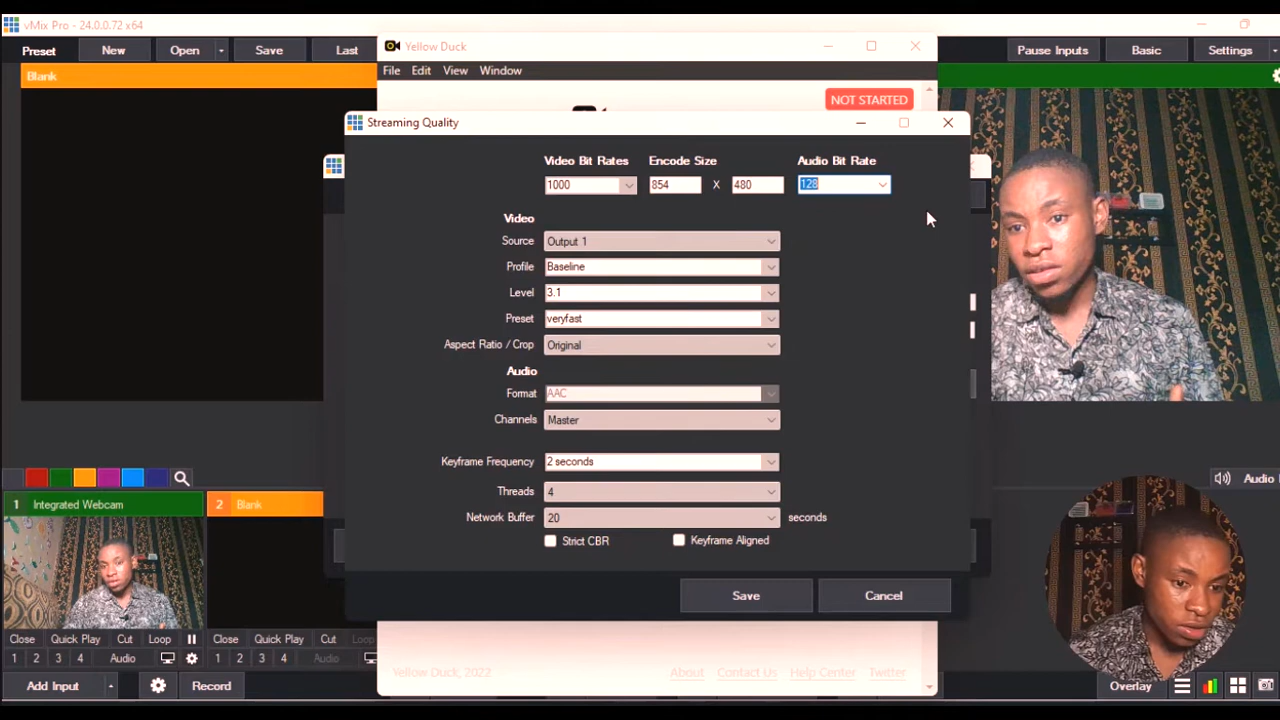 vMix Pro - 24.0.0.72 x64
Preset New Open Save Last
Pause Inputs Basic Settings
Blank
Yellow Duck
File Edit View Window
NOT STARTED
Streaming Quality
Video Bit Rates Encode Size Audio Bit Rate
1000 854 X 480 128
Video
Source Output 1
Profile Baseline
Level 3.1
Preset veryfast
Aspect Ratio / Crop Original
Audio
Format AAC
Channels Master
Keyframe Frequency 2 seconds
Threads 4
Network Buffer 20 seconds
Strict CBR Keyframe Aligned
Save Cancel
Audio
1 Integrated Webcam 2 Blank
Close Quick Play Cut Loop Close Quick Play Cut Loop
1 2 3 4 Audio 1 2 3 4 Audio
Yellow Duck, 2022 About Contact Us Help Center Twitter
Add Input Record Overlay